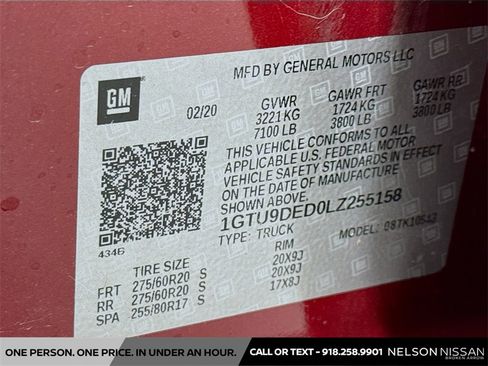 MFD BY GENERAL MOTORS LLC
GM
02/20
GVWR GAWR FRT GAWR RR
3221 KG 1724 KG 1724 KG
7100 LB 3800 LB 3800 LB
THIS VEHICLE CONFORMS TO ALL
APPLICABLE U.S. FEDERAL MOTOR
VEHICLE SAFETY STANDARDS IN EFFECT
ON THE DATE OF MANUFACTURE
SHOWN ABOVE.
1GTU9DED0LZ255158
TYPE: TRUCK MODEL:
434B
TIRE SIZE RIM
FRT 275/60R20 S 20X9J
RR 275/60R20 S 20X9J
SPA 255/80R17 S 17X8J
ONE PERSON. ONE PRICE. IN UNDER AN HOUR. CALL OR TEXT - 918.258.9901 NELSON NISSAN
BROKEN ARROW